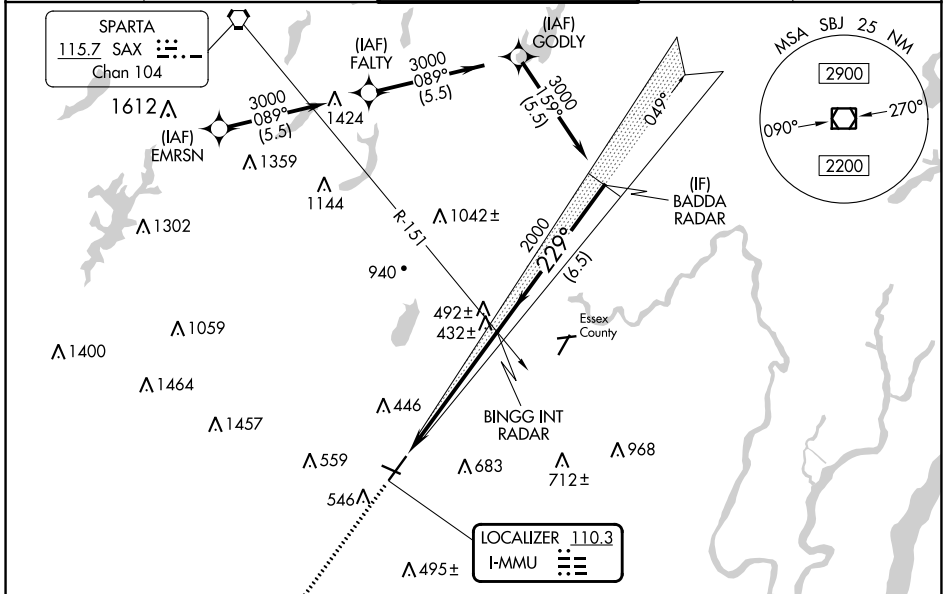 SPARTA
115.7 SAX
Chan 104
(IAF)
FALTY
(IAF)
GODLY
MSA SBJ 25 NM
2900
090°
270°
2200
1612
(IAF)
EMRSN
3000
089°
(5.5)
1424
3000
089°
(5.5)
3000
159°
(5.5)
049°
1359
1144
1302
1042±
R-151
(IF)
BADDA
RADAR
2000
229°
(6.5)
940
492±
432±
Essex
County
1059
1400
1464
446
1457
BINGG INT
RADAR
559
683
968
712±
546
LOCALIZER 110.3
I-MMU
495±